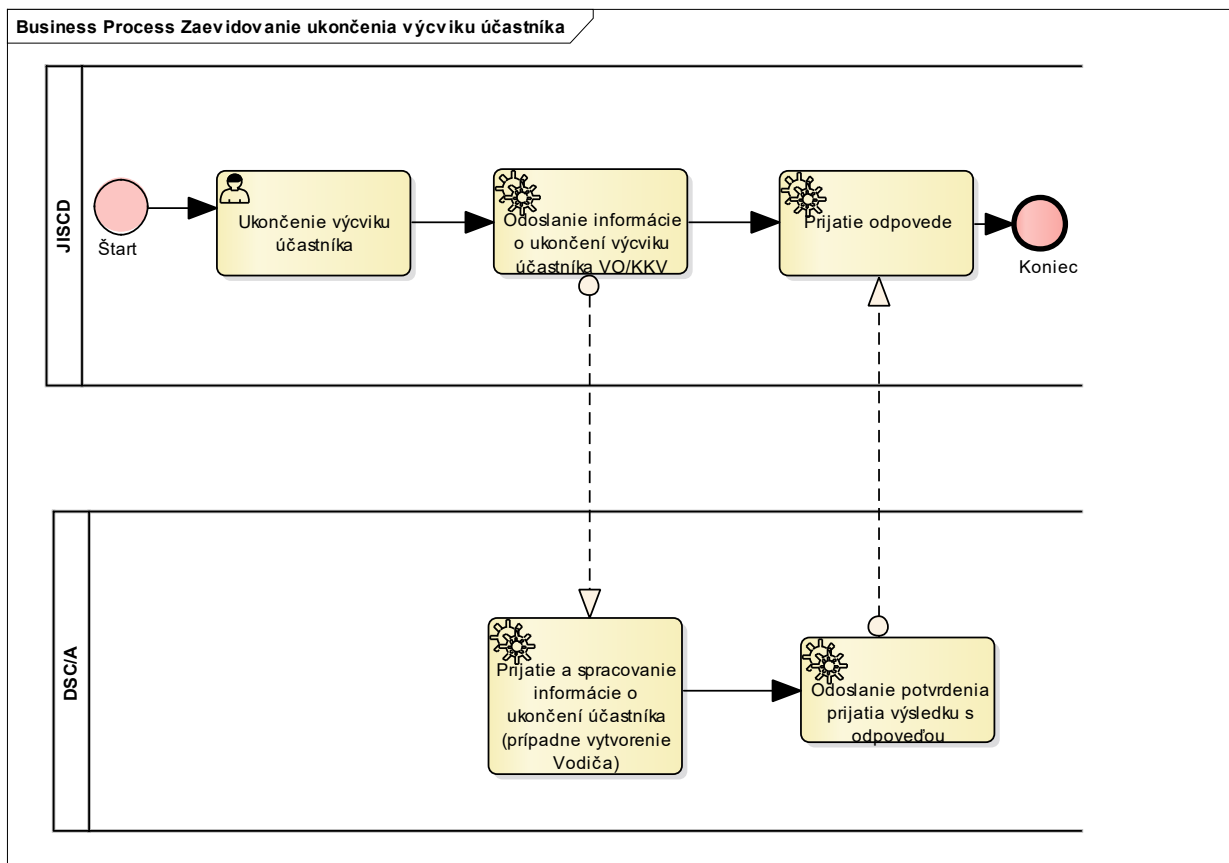 Business Process Zaevidovanie ukončenia výcviku účastníka
JISCD
Štart
Ukončenie výcviku
účastníka
Odoslanie informácie
o ukončení výcviku
účastníka VO/KKV
Prijatie odpovede
Koniec
DSC/A
Prijatie a spracovanie
informácie o
ukončení účastníka
(prípadne vytvorenie
Vodiča)
Odoslanie potvrdenia
prijatia výsledku s
odpoveďou